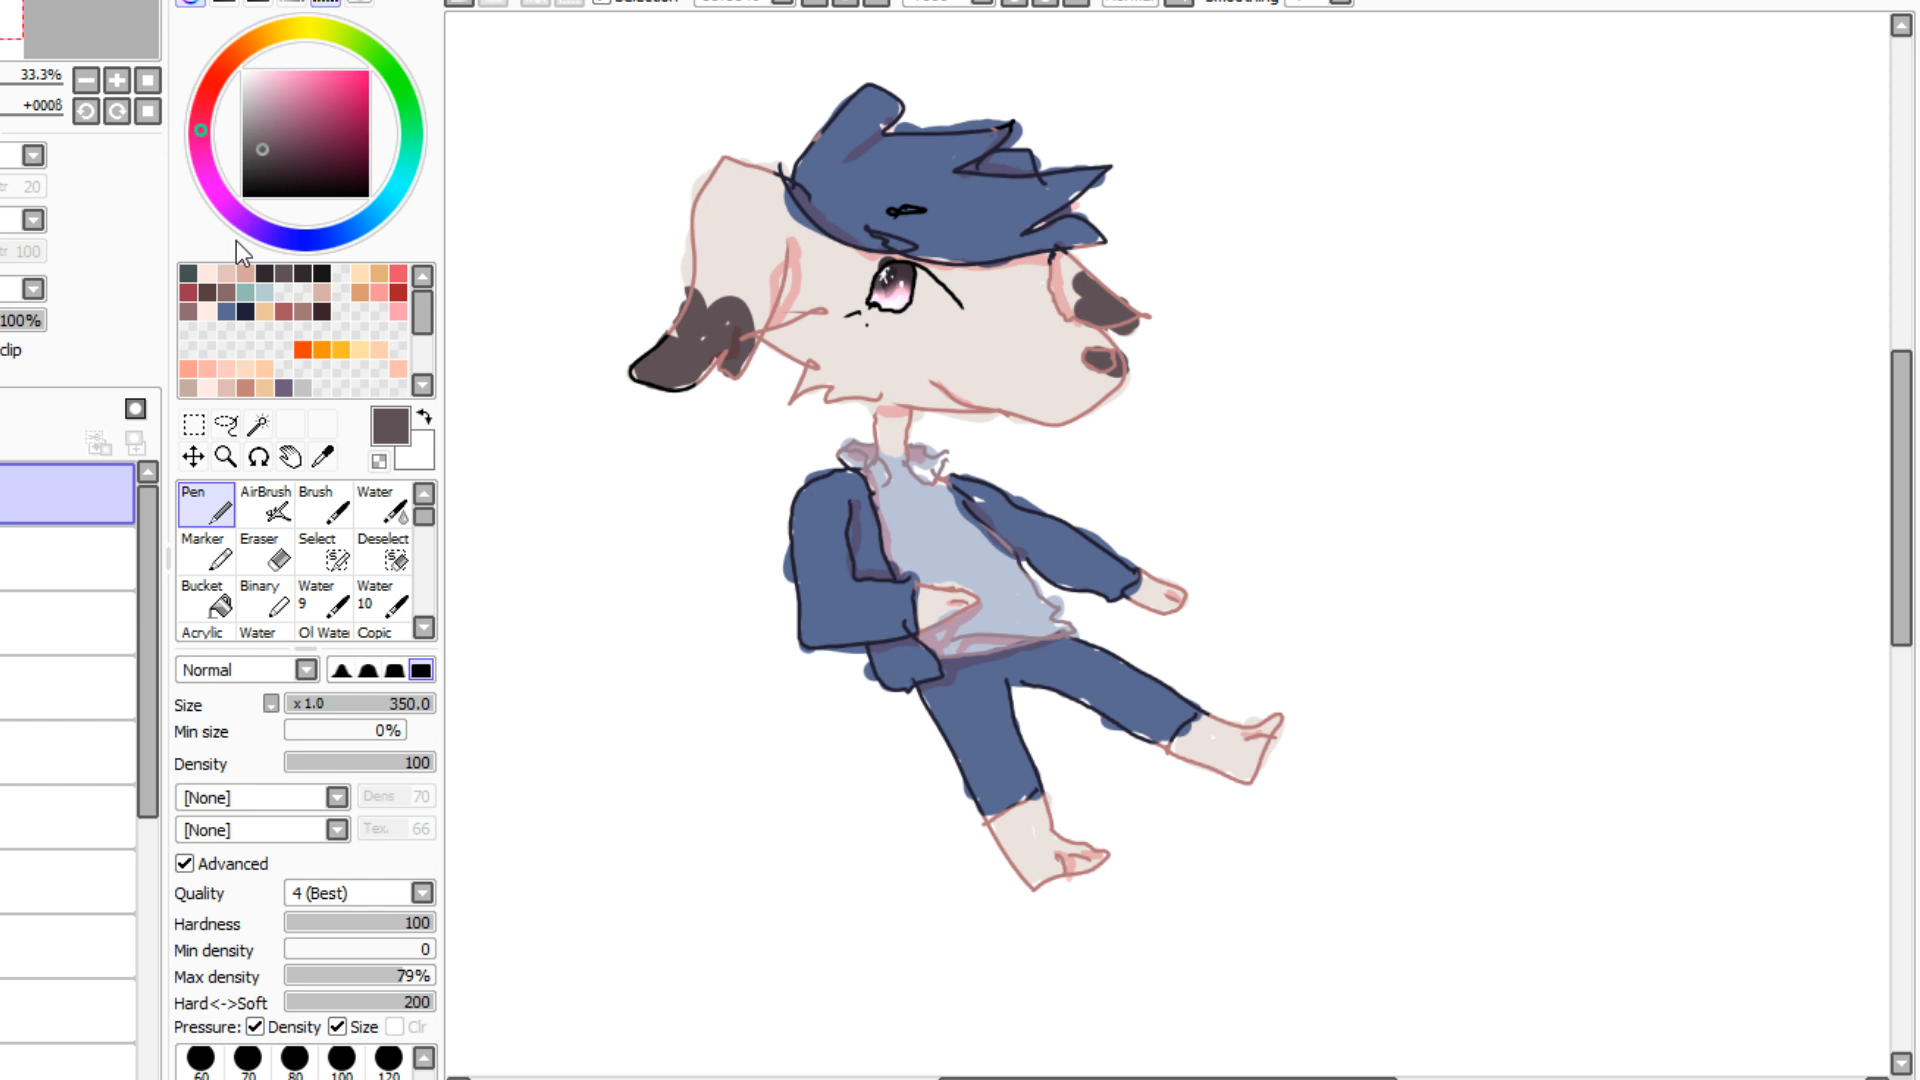 Selection
Normal
Smoothing
33.3%
+000ß
20
100
100%
clip
Pen
AirBrush
Brush
Water
Marker
Eraser
Select
Deselect
Bucket
Binary
Water 9
Water 10
Acrylic
Water
Ol Wate
Copic
Normal
Size
x 1.0
350.0
Min size
0%
Density
100
[None]
Dens
70
[None]
Tex.
66
Advanced
Quality
4 (Best)
Hardness
100
Min density
0
Max density
79%
Hard<->Soft
200
Pressure:
Density
Size
Clr
60
70
80
100
120